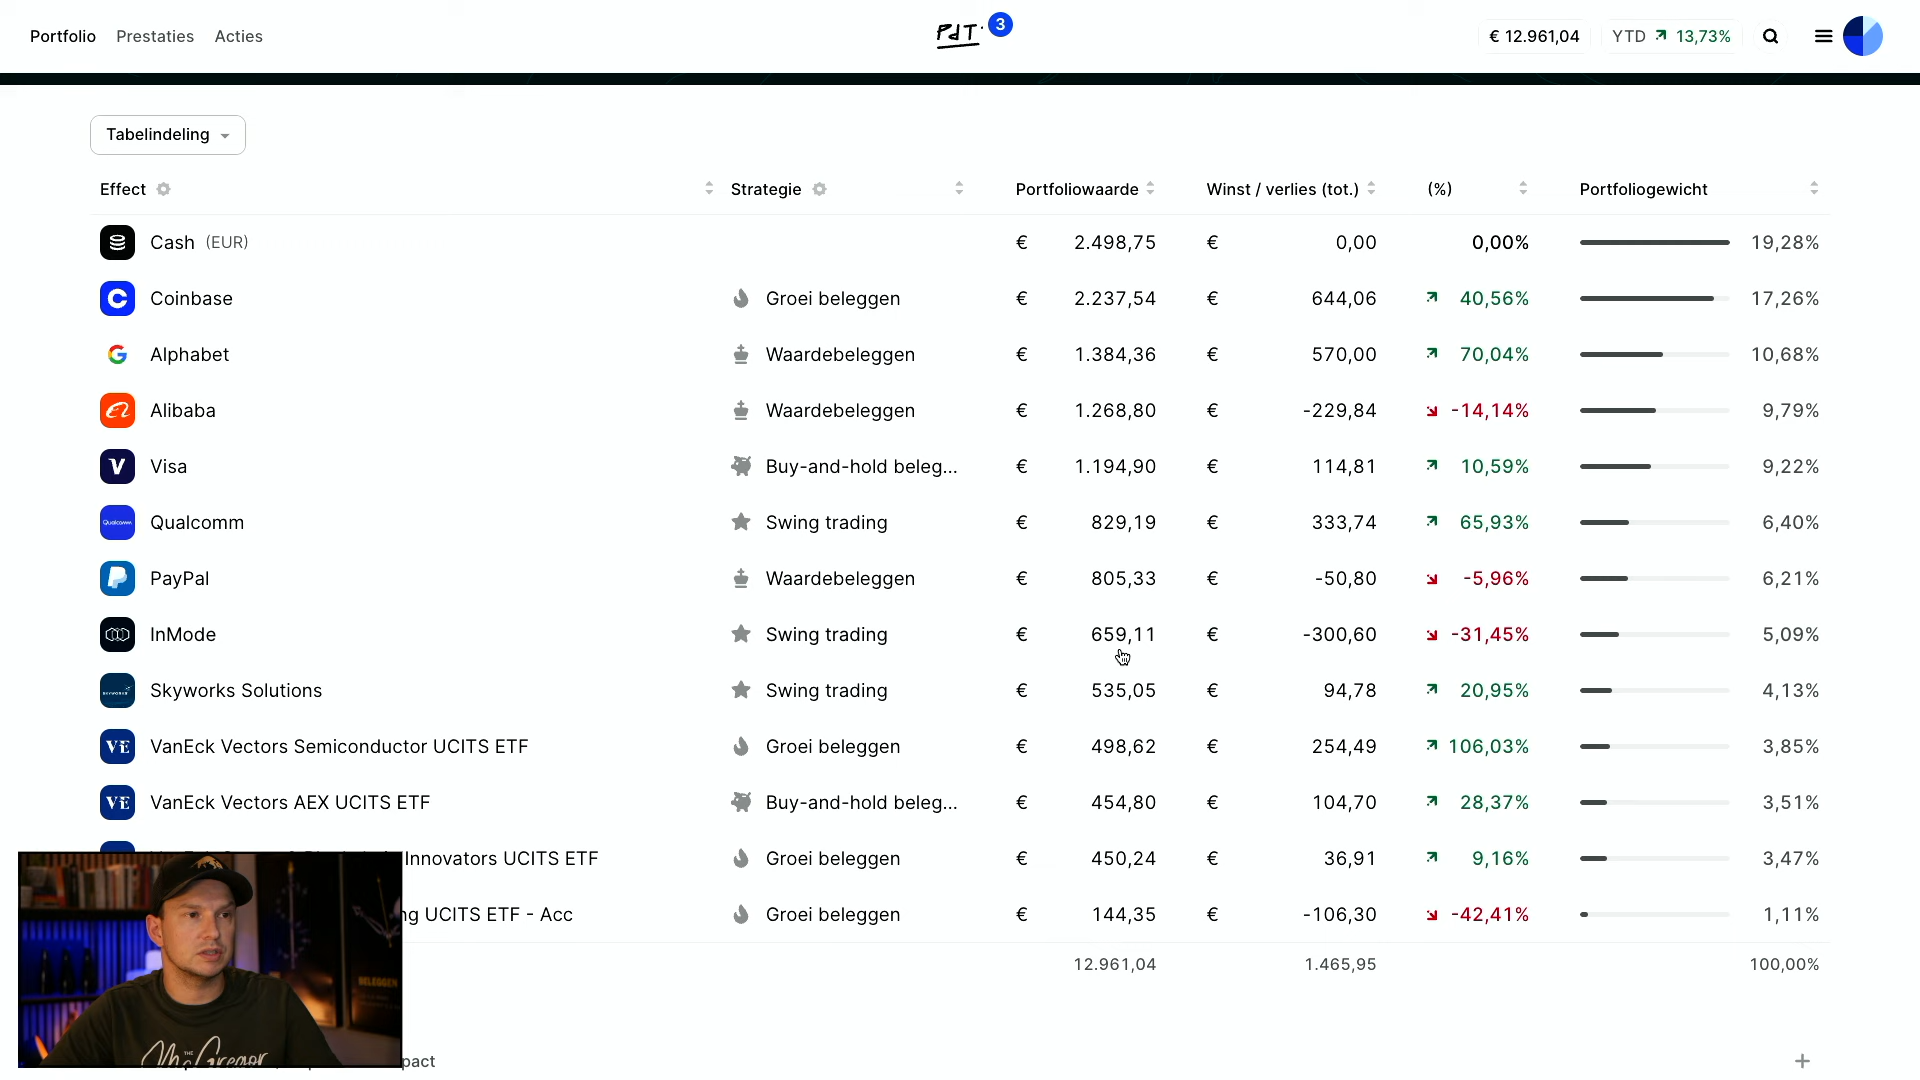 Portfolio Prestaties Acties PdT 3 € 12.961,04 YTD 13,73%
Tabelindeling
Effect Strategie Portfoliowaarde Winst / verlies (tot.) (%) Portfoliogewicht
Cash (EUR) € 2.498,75 € 0,00 0,00% 19,28%
Coinbase Groei beleggen € 2.237,54 € 644,06 40,56% 17,26%
Alphabet Waardebeleggen € 1.384,36 € 570,00 70,04% 10,68%
Alibaba Waardebeleggen € 1.268,80 € -229,84 -14,14% 9,79%
Visa Buy-and-hold beleg... € 1.194,90 € 114,81 10,59% 9,22%
Qualcomm Qualcomm Swing trading € 829,19 € 333,74 65,93% 6,40%
PayPal Waardebeleggen € 805,33 € -50,80 -5,96% 6,21%
InMode Swing trading € 659,11 € -300,60 -31,45% 5,09%
SKYWORKS Skyworks Solutions Swing trading € 535,05 € 94,78 20,95% 4,13%
VE VanEck Vectors Semiconductor UCITS ETF Groei beleggen € 498,62 € 254,49 106,03% 3,85%
VE VanEck Vectors AEX UCITS ETF Buy-and-hold beleg... € 454,80 € 104,70 28,37% 3,51%
Innovators UCITS ETF Groei beleggen € 450,24 € 36,91 9,16% 3,47%
ng UCITS ETF - Acc Groei beleggen € 144,35 € -106,30 -42,41% 1,11%
12.961,04 1.465,95 100,00%
BELEGGEN
THE
McGregor
pact